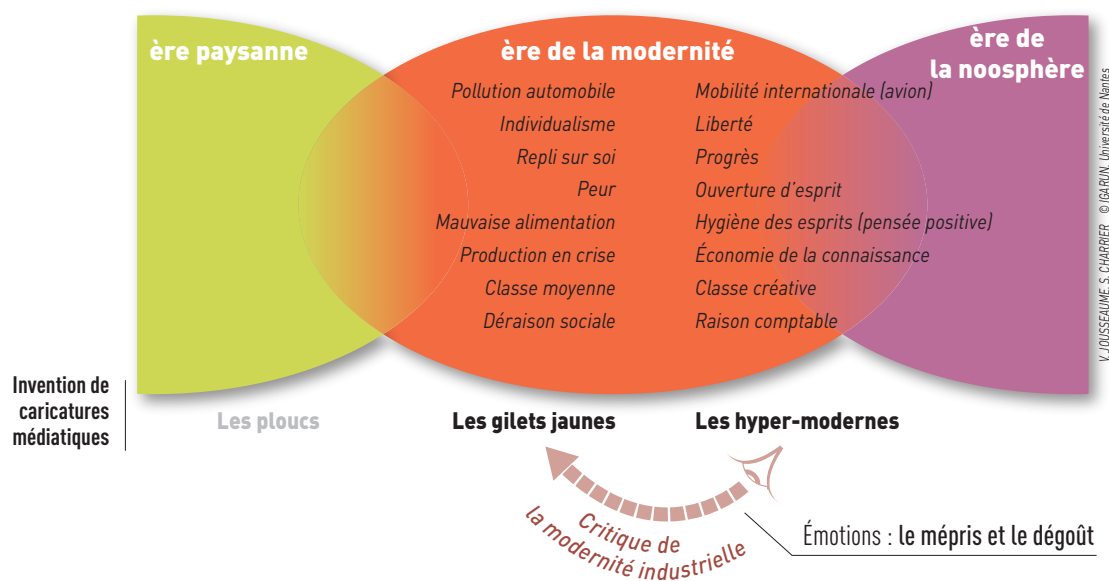 ère paysanne
ère de la modernité
ère de
la noosphère
Pollution automobile
Mobilité internationale (avion)
Individualisme
Liberté
Repli sur soi
Progrès
Peur
Ouverture d'esprit
Mauvaise alimentation
Hygiène des esprits (pensée positive)
Production en crise
Économie de la connaissance
Classe moyenne
Classe créative
Déraison sociale
Raison comptable
V. JOUSSEAUME, S. CHARRIER © IGARUN, Université de Nantes
Invention de
caricatures
médiatiques
Les ploucs
Les gilets jaunes
Les hyper-modernes
Critique de
la modernité industrielle
Émotions : le mépris et le dégoût